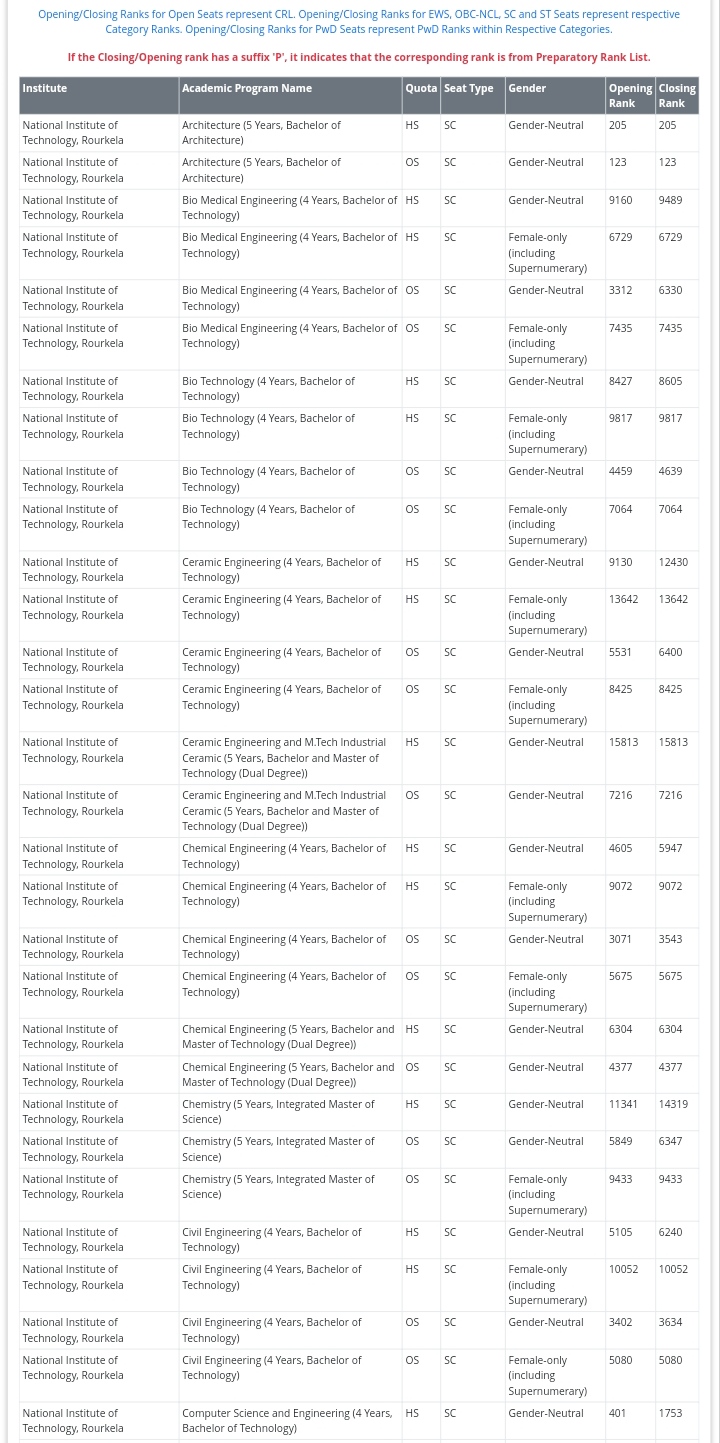 Opening/Closing Ranks for Open Seats represent CRL. Opening/Closing Ranks for EWS, OBC-NCL, SC and ST Seats represent respective
Category Ranks. Opening/Closing Ranks for PwD Seats represent PwD Ranks within Respective Categories.
If the Closing/Opening rank has a suffix 'P', it indicates that the corresponding rank is from Preparatory Rank List.
Institute Academic Program Name Quota Seat Type Gender Opening Closing
Rank Rank
National Institute of Architecture (5 Years, Bachelor of HS SC Gender-Neutral 205 205
Technology, Rourkela Architecture)
National Institute of Architecture (5 Years, Bachelor of OS SC Gender-Neutral 123 123
Technology, Rourkela Architecture)
National Institute of Bio Medical Engineering (4 Years, Bachelor of HS SC Gender-Neutral 9160 9489
Technology, Rourkela Technology)
National Institute of Bio Medical Engineering (4 Years, Bachelor of HS SC Female-only 6729 6729
Technology, Rourkela Technology) (including
Supernumerary)
National Institute of Bio Medical Engineering (4 Years, Bachelor of OS SC Gender-Neutral 3312 6330
Technology, Rourkela Technology)
National Institute of Bio Medical Engineering (4 Years, Bachelor of OS SC Female-only 7435 7435
Technology, Rourkela Technology) (including
Supernumerary)
National Institute of Bio Technology (4 Years, Bachelor of HS SC Gender-Neutral 8427 8605
Technology, Rourkela Technology)
National Institute of Bio Technology (4 Years, Bachelor of HS SC Female-only 9817 9817
Technology, Rourkela Technology) (including
Supernumerary)
National Institute of Bio Technology (4 Years, Bachelor of OS SC Gender-Neutral 4459 4639
Technology, Rourkela Technology)
National Institute of Bio Technology (4 Years, Bachelor of OS SC Female-only 7064 7064
Technology, Rourkela Technology) (including
Supernumerary)
National Institute of Ceramic Engineering (4 Years, Bachelor of HS SC Gender-Neutral 9130 12430
Technology, Rourkela Technology)
National Institute of Ceramic Engineering (4 Years, Bachelor of HS SC Female-only 13642 13642
Technology, Rourkela Technology) (including
Supernumerary)
National Institute of Ceramic Engineering (4 Years, Bachelor of OS SC Gender-Neutral 5531 6400
Technology, Rourkela Technology)
National Institute of Ceramic Engineering (4 Years, Bachelor of OS SC Female-only 8425 8425
Technology, Rourkela Technology) (including
Supernumerary)
National Institute of Ceramic Engineering and M.Tech Industrial HS SC Gender-Neutral 15813 15813
Technology, Rourkela Ceramic (5 Years, Bachelor and Master of
Technology (Dual Degree))
National Institute of Ceramic Engineering and M.Tech Industrial OS SC Gender-Neutral 7216 7216
Technology, Rourkela Ceramic (5 Years, Bachelor and Master of
Technology (Dual Degree))
National Institute of Chemical Engineering (4 Years, Bachelor of HS SC Gender-Neutral 4605 5947
Technology, Rourkela Technology)
National Institute of Chemical Engineering (4 Years, Bachelor of HS SC Female-only 9072 9072
Technology, Rourkela Technology) (including
Supernumerary)
National Institute of Chemical Engineering (4 Years, Bachelor of OS SC Gender-Neutral 3071 3543
Technology, Rourkela Technology)
National Institute of Chemical Engineering (4 Years, Bachelor of OS SC Female-only 5675 5675
Technology, Rourkela Technology) (including
Supernumerary)
National Institute of Chemical Engineering (5 Years, Bachelor and HS SC Gender-Neutral 6304 6304
Technology, Rourkela Master of Technology (Dual Degree))
National Institute of Chemical Engineering (5 Years, Bachelor and OS SC Gender-Neutral 4377 4377
Technology, Rourkela Master of Technology (Dual Degree))
National Institute of Chemistry (5 Years, Integrated Master of HS SC Gender-Neutral 11341 14319
Technology, Rourkela Science)
National Institute of Chemistry (5 Years, Integrated Master of OS SC Gender-Neutral 5849 6347
Technology, Rourkela Science)
National Institute of Chemistry (5 Years, Integrated Master of OS SC Female-only 9433 9433
Technology, Rourkela Science) (including
Supernumerary)
National Institute of Civil Engineering (4 Years, Bachelor of HS SC Gender-Neutral 5105 6240
Technology, Rourkela Technology)
National Institute of Civil Engineering (4 Years, Bachelor of HS SC Female-only 10052 10052
Technology, Rourkela Technology) (including
Supernumerary)
National Institute of Civil Engineering (4 Years, Bachelor of OS SC Gender-Neutral 3402 3634
Technology, Rourkela Technology)
National Institute of Civil Engineering (4 Years, Bachelor of OS SC Female-only 5080 5080
Technology, Rourkela Technology) (including
Supernumerary)
National Institute of Computer Science and Engineering (4 Years, HS SC Gender-Neutral 401 1753
Technology, Rourkela Bachelor of Technology)